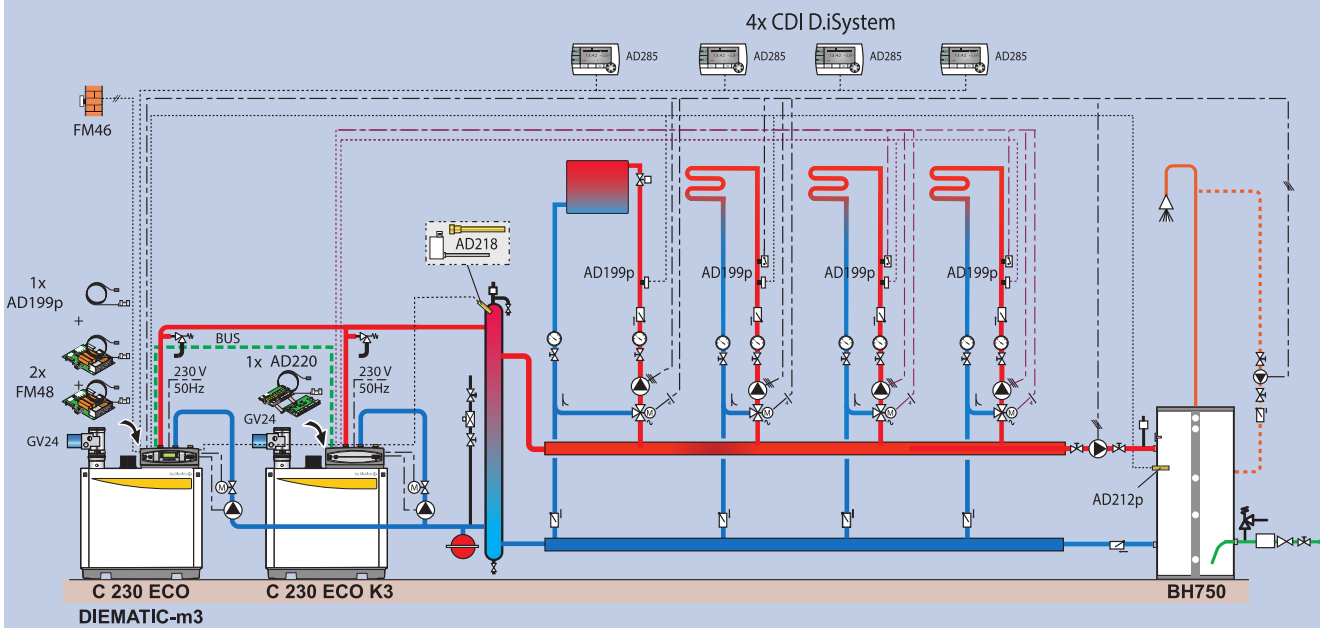 4x CDI D.iSystem
AD285
AD285
AD285
AD285
FM46
AD218
AD199p
AD199p
AD199p
AD199p
1x
AD199p
+
2x
FM48
+
BUS
230 V
50Hz
1x AD220
230 V
50Hz
GV24
GV24
M
M
M
M
M
M
AD212p
C 230 ECO
DIEMATIC-m3
C 230 ECO K3
BH750